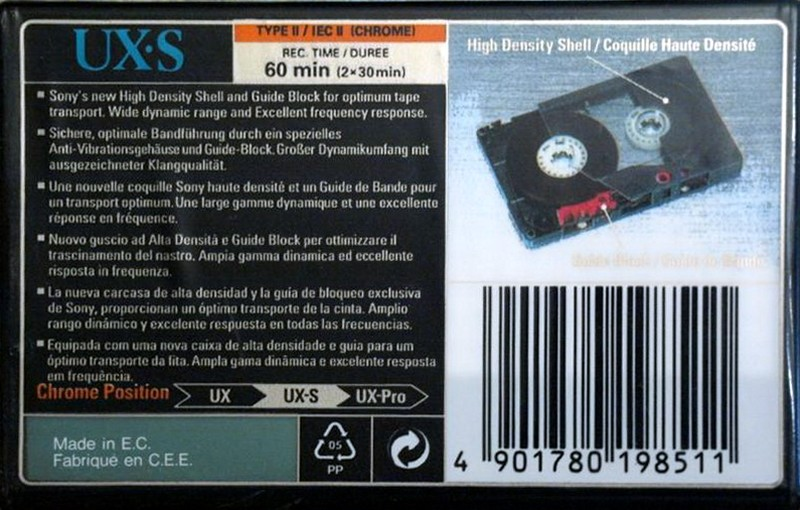 UX·S
TYPE II / IEC II (CHROME)
REC. TIME / DUREE
60 min (2×30min)
■ Sony's new High Density Shell and Guide Block for optimum tape
transport. Wide dynamic range and Excellent frequency response.
■ Sichere, optimale Bandführung durch ein spezielles
Anti-Vibrationsgehäuse und Guide-Block. Großer Dynamikumfang mit
ausgezeichneter Klangqualität.
■ Une nouvelle coquille Sony haute densité et un Guide de Bande pour
un transport optimum. Une large gamme dynamique et une excellente
réponse en fréquence.
■ Nuovo guscio ad Alta Densità e Guide Block per ottimizzare il
trascinamento del nastro. Ampia gamma dinamica ed eccellente
risposta in frequenza.
■ La nueva carcasa de alta densidad y la guía de bloqueo exclusiva
de Sony, proporcionan un óptimo transporte de la cinta. Amplio
rango dinámico y excelente respuesta en todas las frecuencias.
■ Equipada com uma nova caixa de alta densidade e guia para um
óptimo transporte da fita. Ampla gama dinâmica e excelente resposta
em frequência.
Chrome Position UX UX-S UX-Pro
Made in E.C.
Fabriqué en C.E.E.
05
PP
High Density Shell / Coquille Haute Densité
Guide Block / Guide de Bande
4 901780 198511